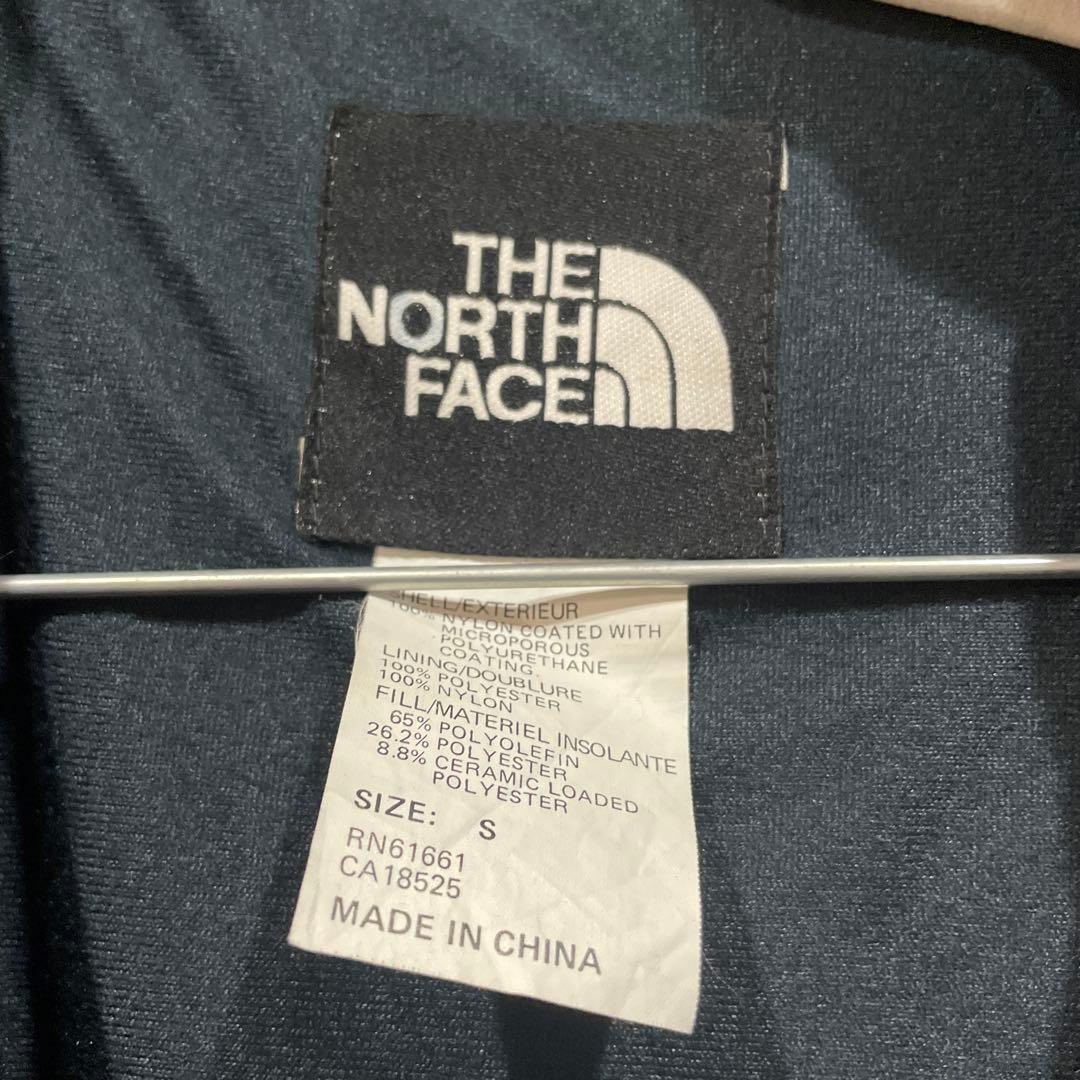 THE
NORTH
FACE
SHELL/EXTERIEUR
100% NYLON COATED WITH
MICROPOROUS
POLYURETHANE
COATING.
LINING/DOUBLURE
100% POLYESTER
100% NYLON
FILL/MATERIEL INSOLANTE
65% POLYOLEFIN
26.2% POLYESTER
8.8% CERAMIC LOADED
POLYESTER
SIZE: S
RN61661
CA18525
MADE IN CHINA